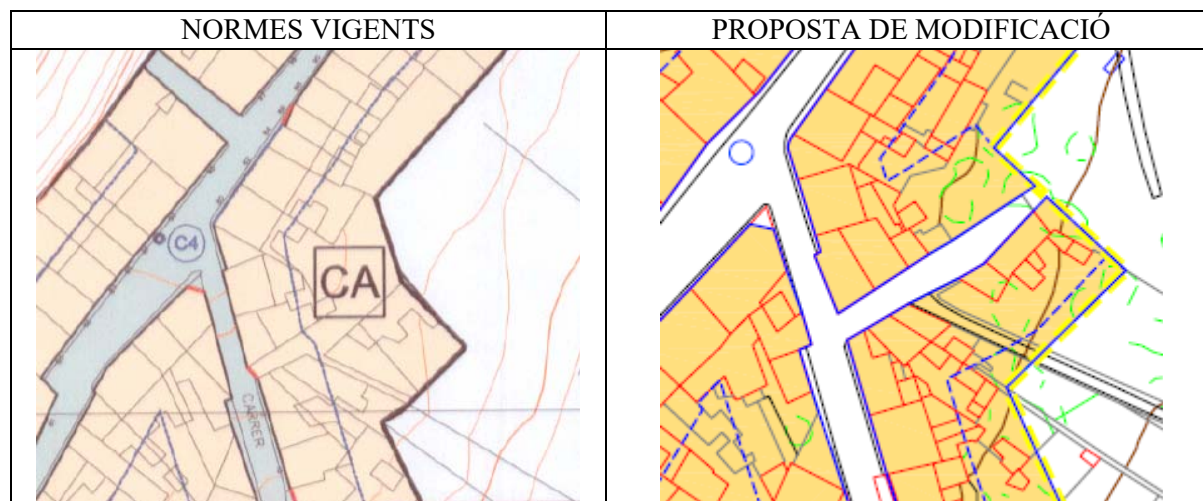 NORMES VIGENTS
PROPOSTA DE MODIFICACIÓ
C4
CA
CARRER